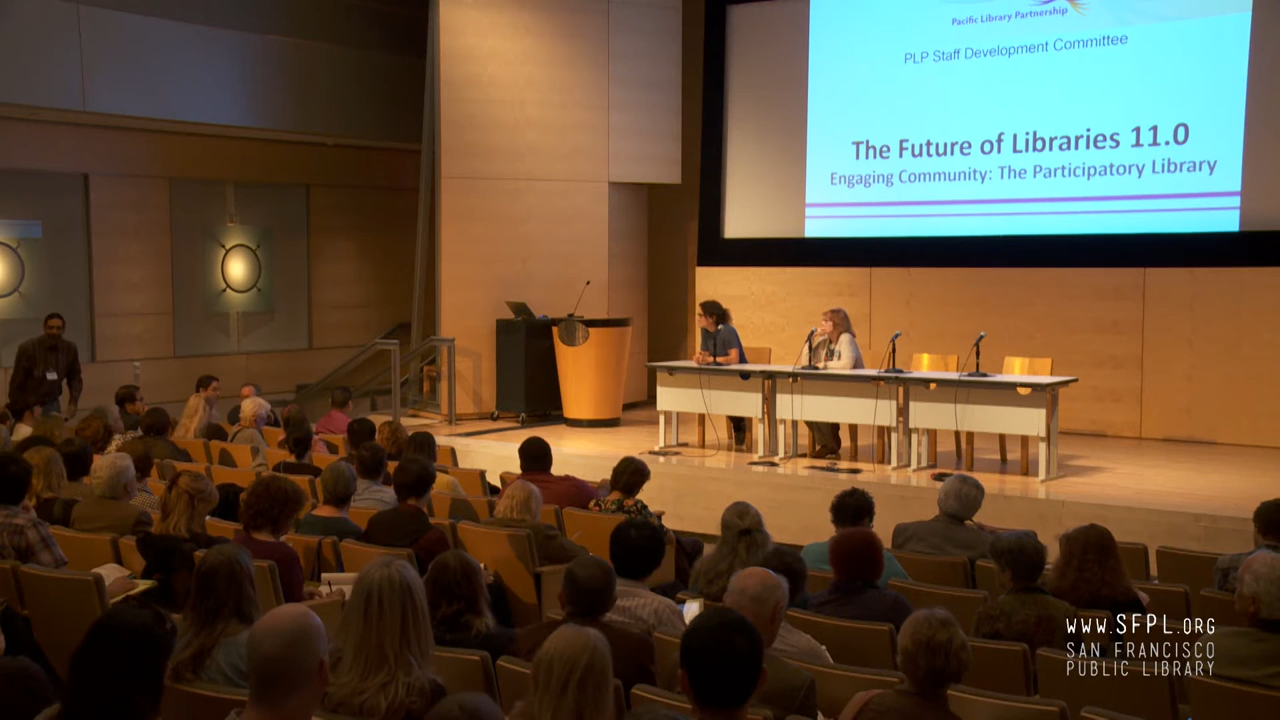 Pacific Library Partnership
PLP Staff Development Committee
The Future of Libraries 11.0
Engaging Community: The Participatory Library
www.SFPL.org
San Francisco
Public Library